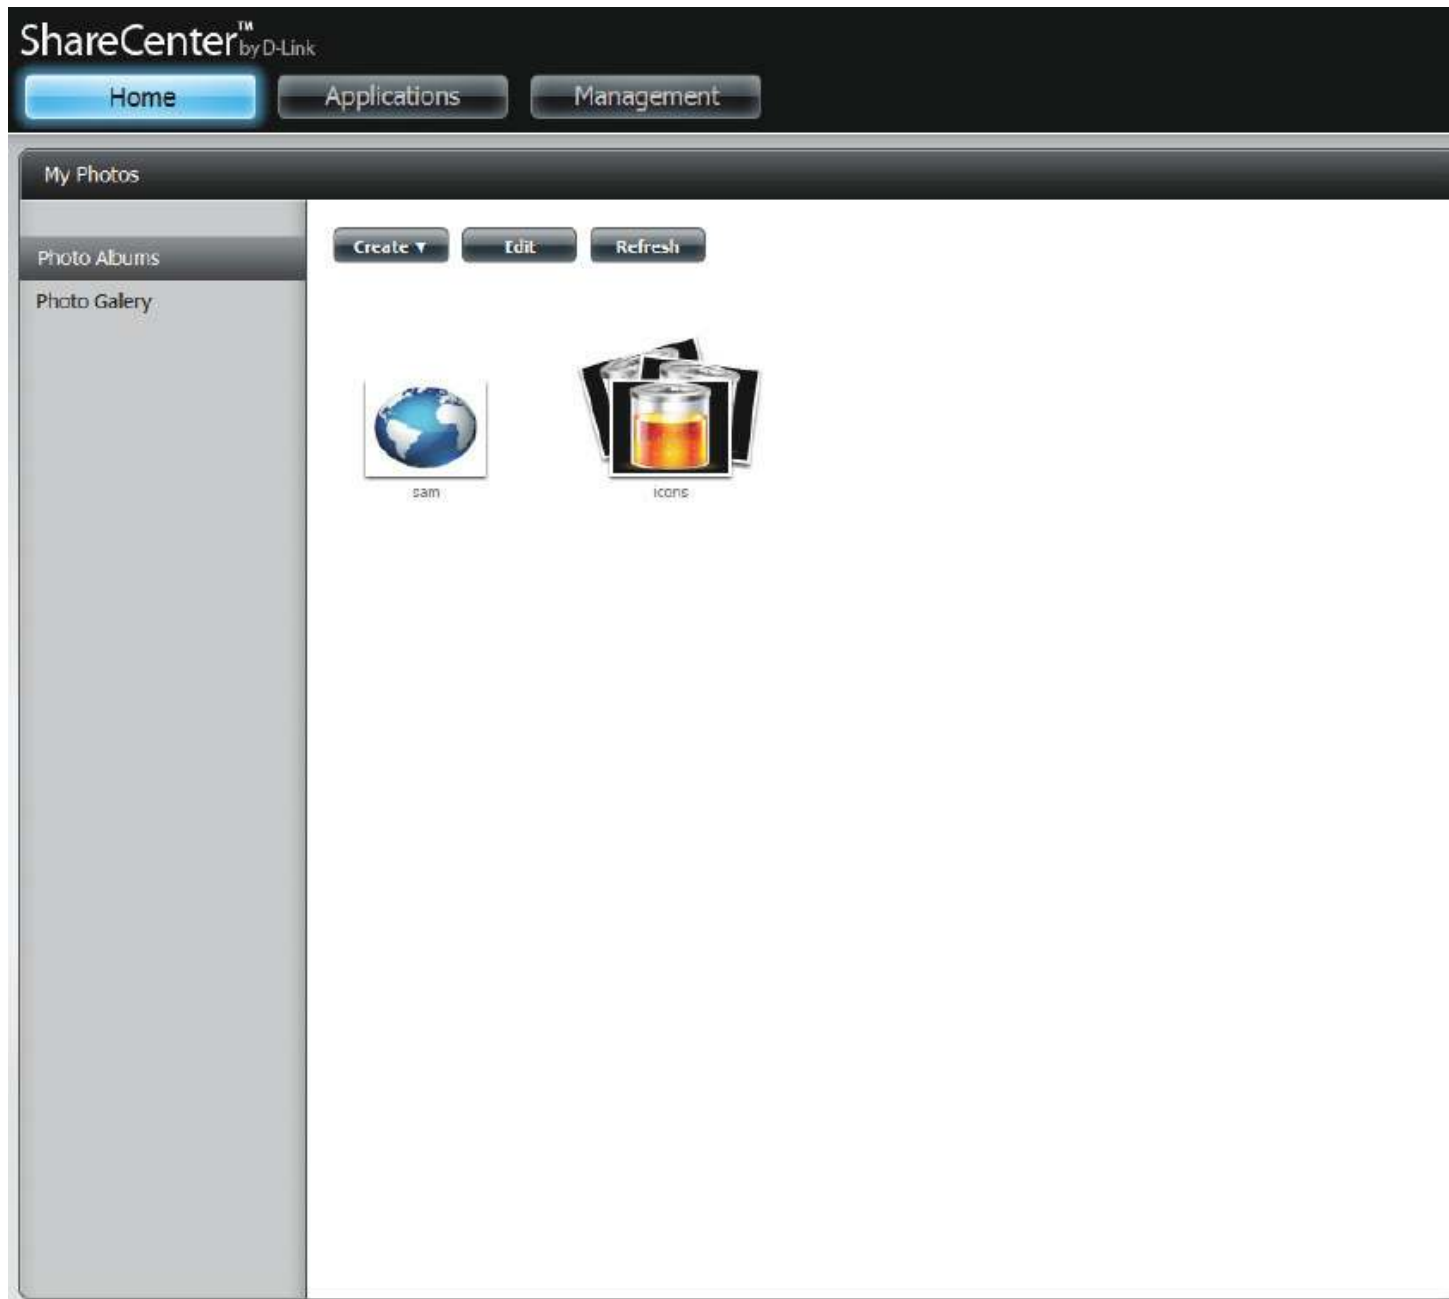 ShareCenter™ by D-Link
Home Applications Management
My Photos
Photo Albums
Photo Galery
Create ▼ Edit Refresh
sam icons